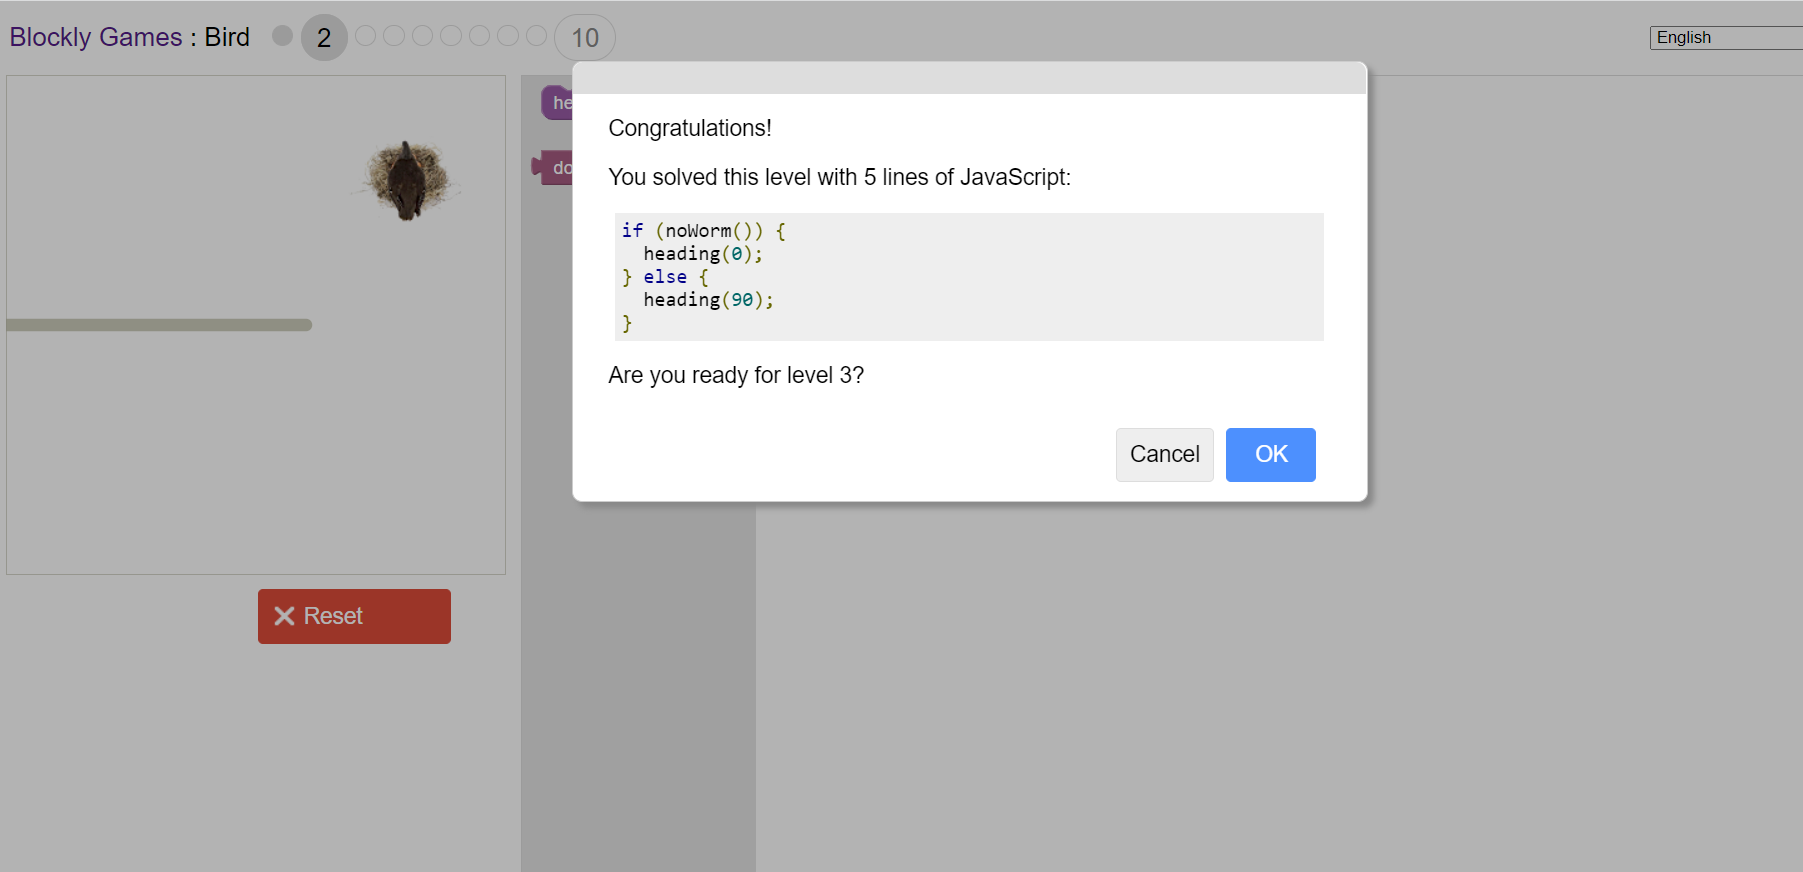 Blockly Games : Bird 2 10
English
he
do
Congratulations!
You solved this level with 5 lines of JavaScript:
if (noWorm()) {
  heading(0);
} else {
  heading(90);
}
Are you ready for level 3?
Cancel OK
Reset